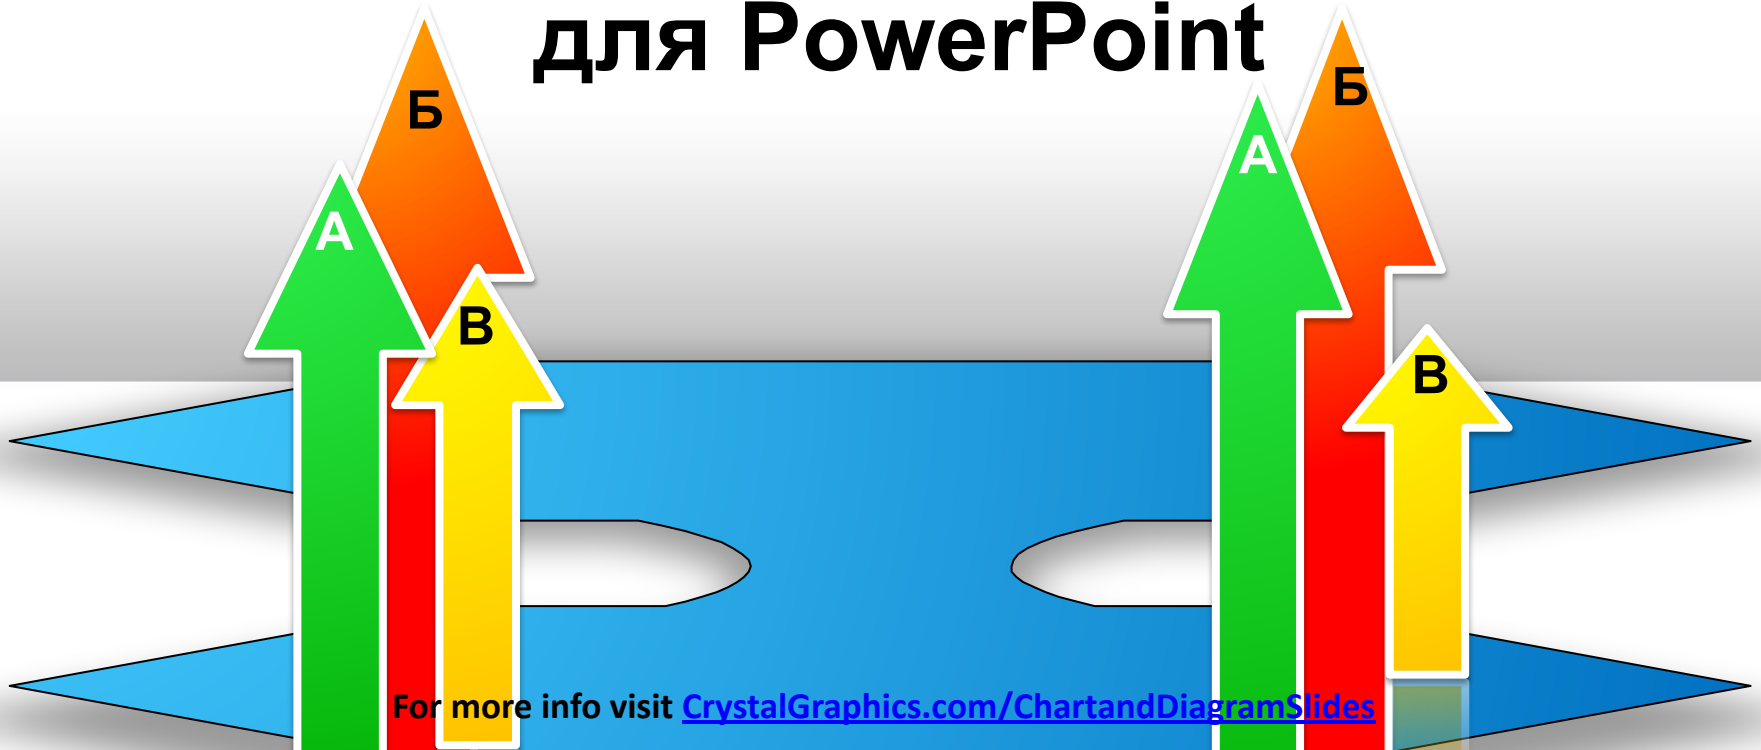 для PowerPoint
Б
Б
А
А
В
В
For more info visit CrystalGraphics.com/ChartandDiagramSlides